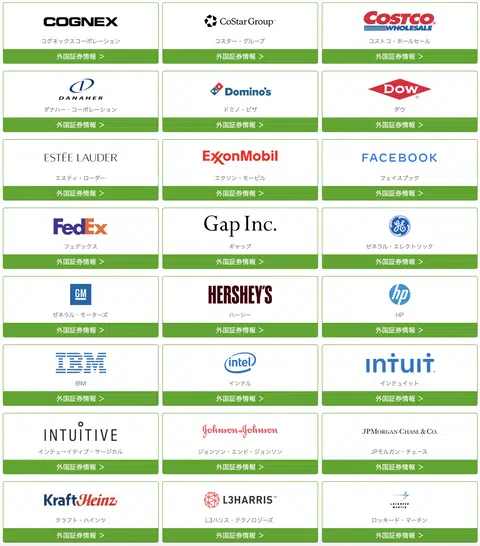 COGNEX
コグネックスコーポレーション
外国証券情報 >
CoStar Group
コスター・グループ
外国証券情報 >
COSTCO
WHOLESALE
コストコ・ホールセール
外国証券情報 >
DANAHER
ダナハー・コーポレーション
外国証券情報 >
Domino's
ドミノ・ピザ
外国証券情報 >
DOW
ダウ
外国証券情報 >
ESTĒE LAUDER
エスティ・ローダー
外国証券情報 >
ExxonMobil
エクソン・モービル
外国証券情報 >
FACEBOOK
フェイスブック
外国証券情報 >
FedEx
フェデックス
外国証券情報 >
Gap Inc.
ギャップ
外国証券情報 >
GE
ゼネラル・エレクトリック
外国証券情報 >
GM
ゼネラル・モーターズ
外国証券情報 >
HERSHEY'S
ハーシー
外国証券情報 >
hp
HP
外国証券情報 >
IBM
IBM
外国証券情報 >
intel
インテル
外国証券情報 >
intuit
インテュイット
外国証券情報 >
INTUITIVE
インテューイティブ・サージカル
外国証券情報 >
Johnson & Johnson
ジョンソン・エンド・ジョンソン
外国証券情報 >
JPMORGAN CHASE & CO.
JPモルガン・チェース
外国証券情報 >
KraftHeinz
クラフト・ハインツ
外国証券情報 >
L3HARRIS
L3ハリス・テクノロジーズ
外国証券情報 >
LOCKHEED MARTIN
ロッキード・マーチン
外国証券情報 >